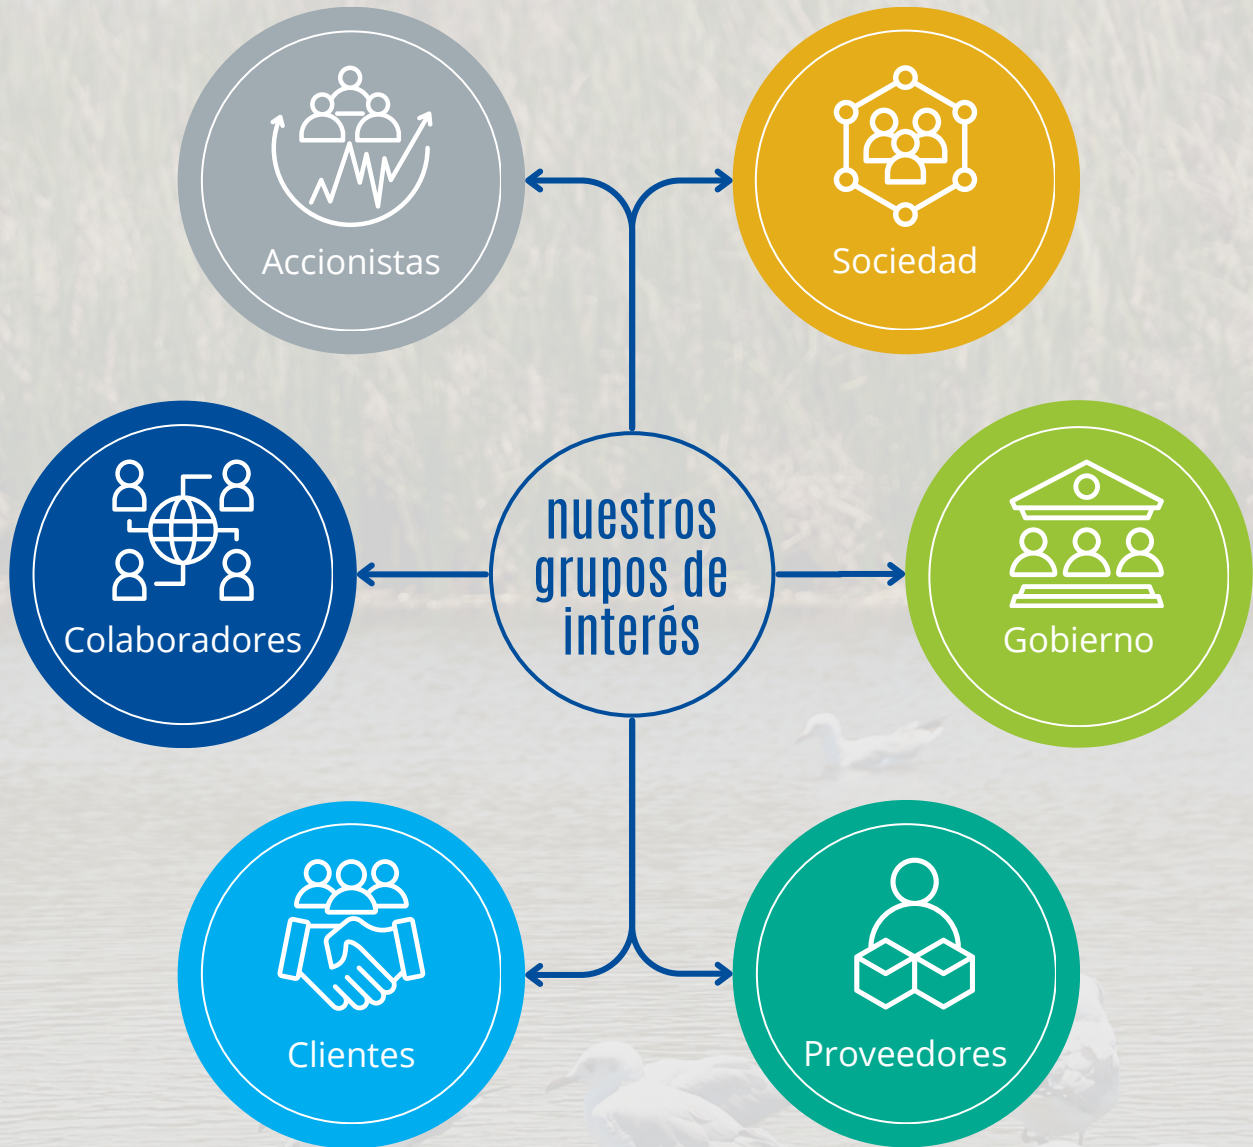 Accionistas
Sociedad
Colaboradores
nuestros
grupos de
interés
Gobierno
Clientes
Proveedores